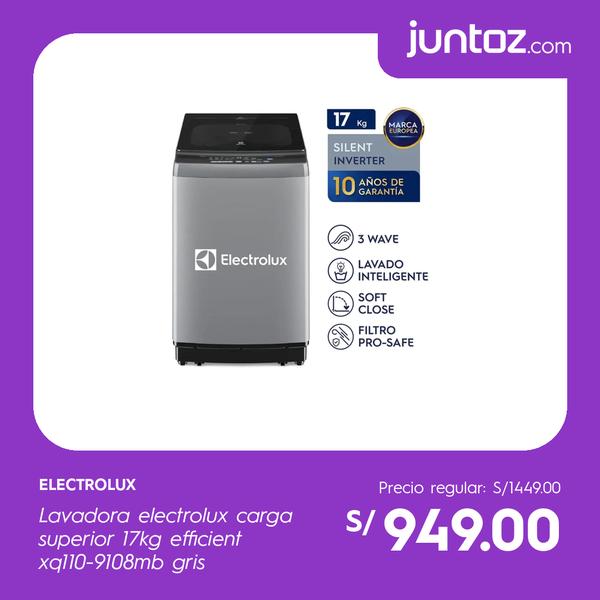 juntoz.com
17 Kg
MARCA
EUROPEA
SILENT
INVERTER
10 AÑOS DE
GARANTÍA
Electrolux
3 WAVE
LAVADO
INTELIGENTE
SOFT
CLOSE
FILTRO
PRO-SAFE
ELECTROLUX
Lavadora electrolux carga
superior 17kg efficient
xq110-9108mb gris
Precio regular: S/1449.00
S/ 949.00